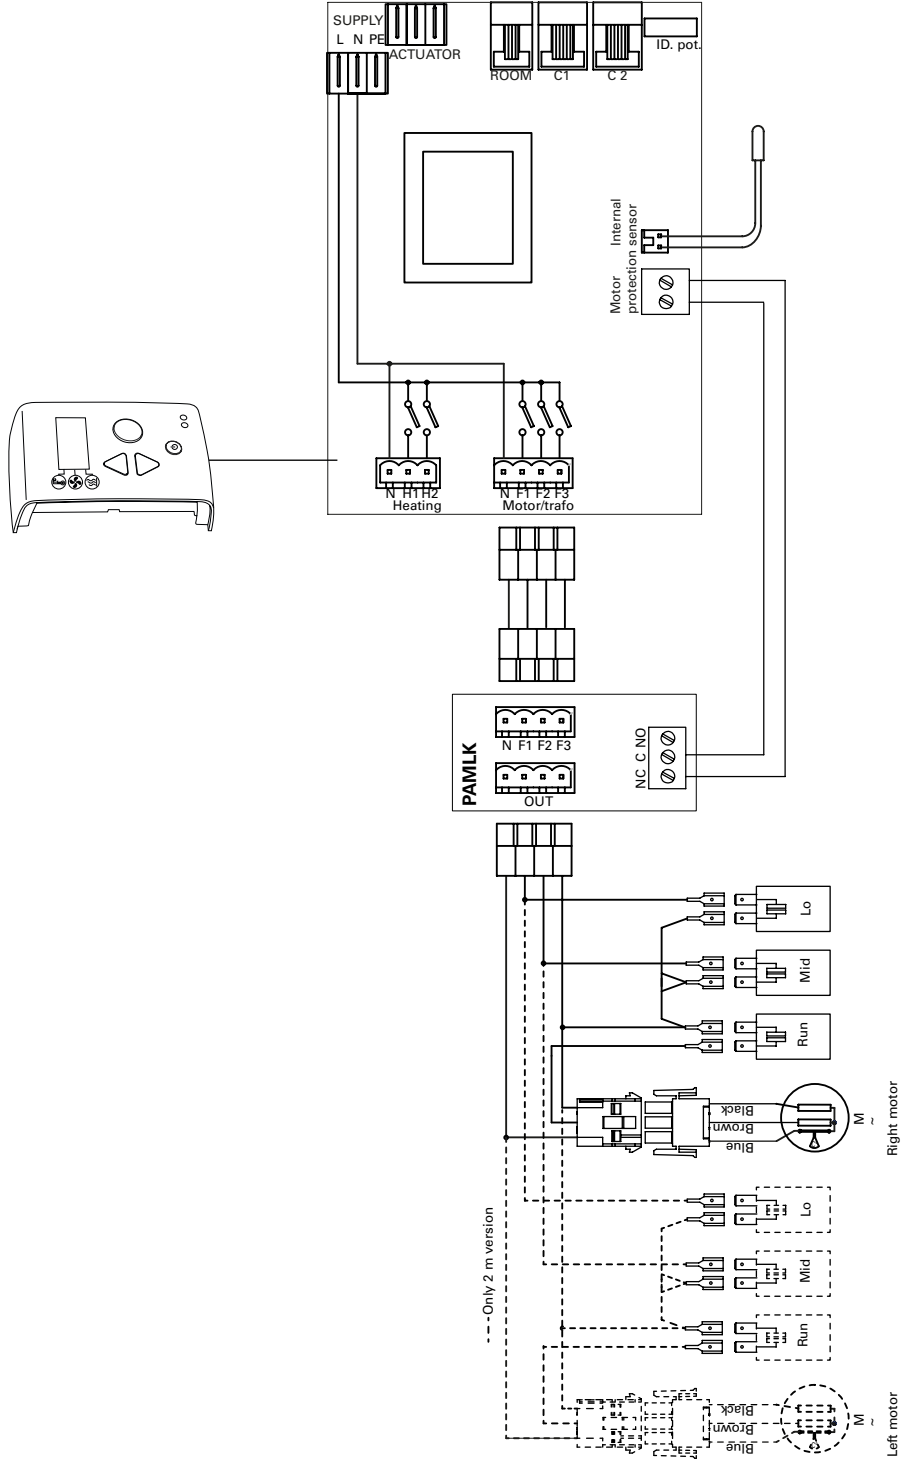 SUPPLY
L N PE
ACTUATOR
ROOM
C1
C 2
ID. pot.
Internal
protection sensor
Motor
N H1 H2
Heating
N F1 F2 F3
Motor/trafo
PAMLK
N F1 F2 F3
OUT
NC C NO
Lo
Mid
Run
Black
Brown
Blue
M
~
Right motor
Only 2 m version
Lo
Mid
Run
Black
Brown
Blue
M
~
Left motor